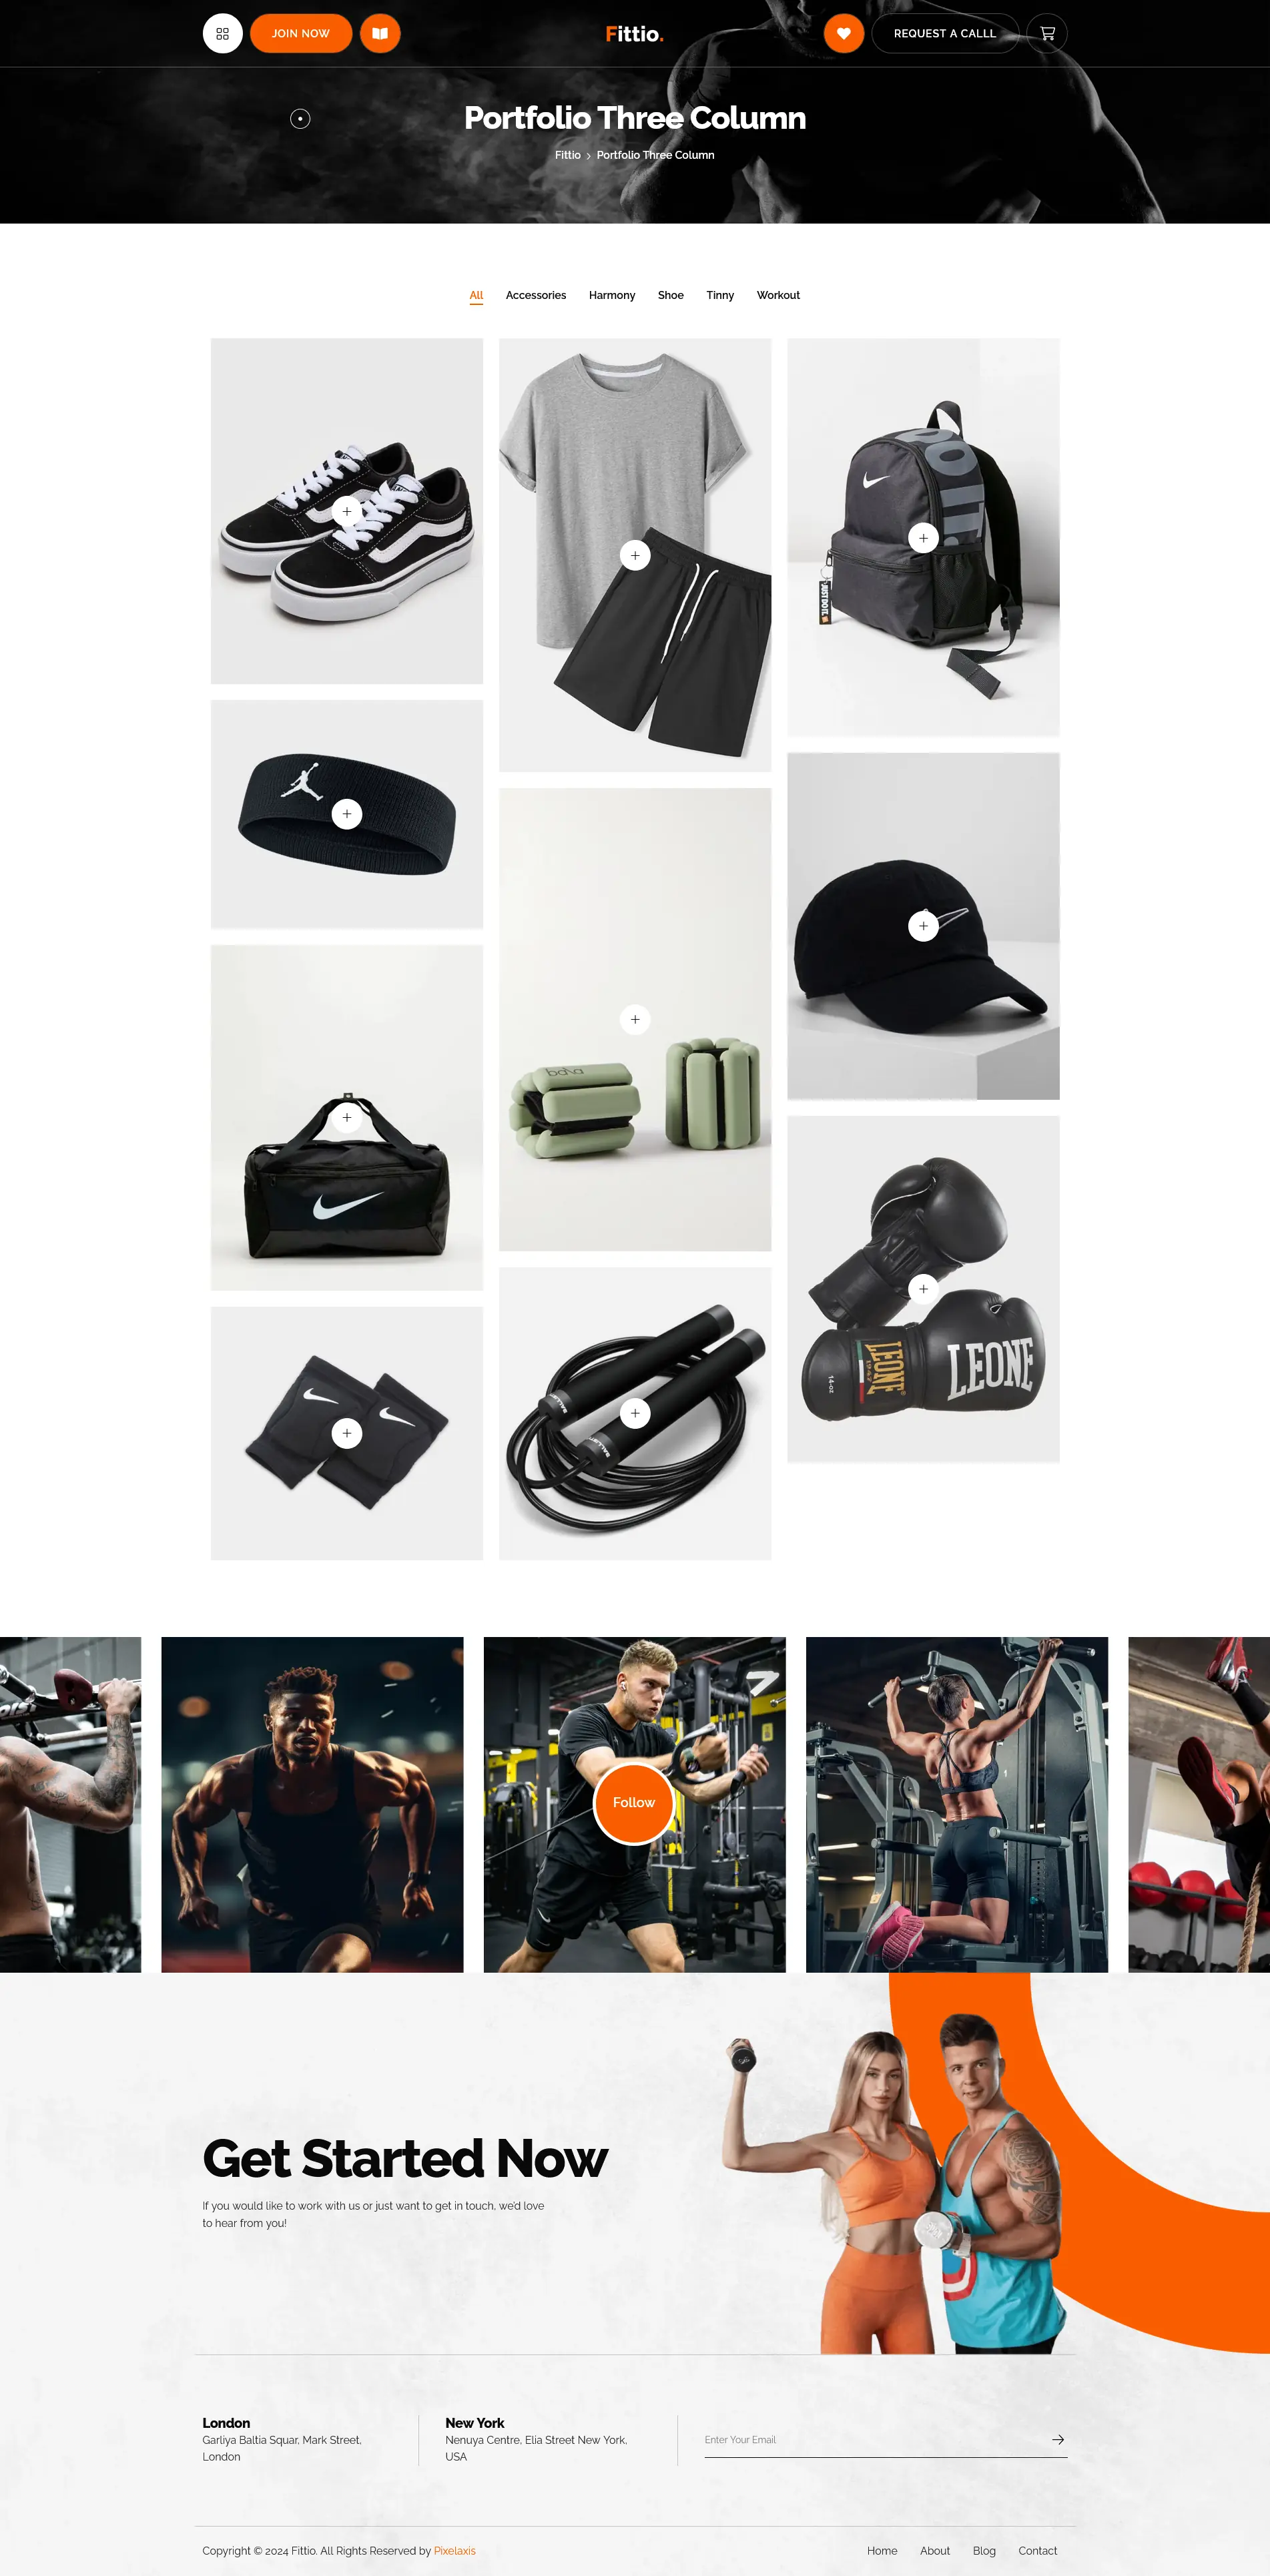 JOIN NOW
Fittio.
REQUEST A CALLL
Portfolio Three Column
Fittio
Portfolio Three Column
All
Accessories
Harmony
Shoe
Tinny
Workout
JUST DO IT.
bala
LEONE
LEONE
1947
14-oz
Follow
Get Started Now
If you would like to work with us or just want to get in touch, we'd love
to hear from you!
London
Garliya Baltia Squar, Mark Street,
London
New York
Nenuya Centre, Elia Street New York,
USA
Enter Your Email
Copyright © 2024 Fittio. All Rights Reserved by Pixelaxis
Home
About
Blog
Contact